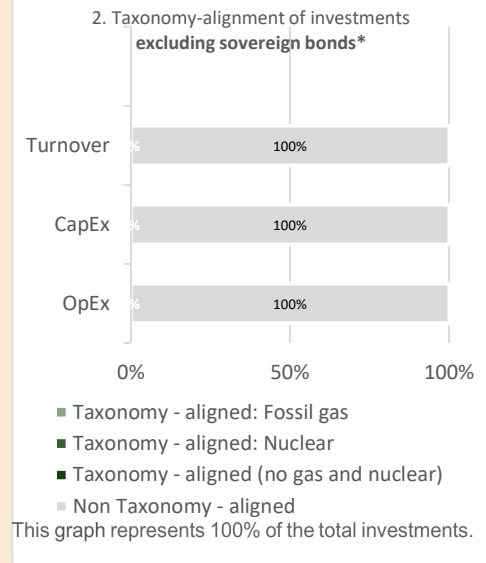 2. Taxonomy-alignment of investments
excluding sovereign bonds*
Turnover
%
100%
CapEx
%
100%
OpEx
%
100%
0%
50%
100%
Taxonomy - aligned: Fossil gas
Taxonomy - aligned: Nuclear
Taxonomy - aligned (no gas and nuclear)
Non Taxonomy - aligned
This graph represents 100% of the total investments.